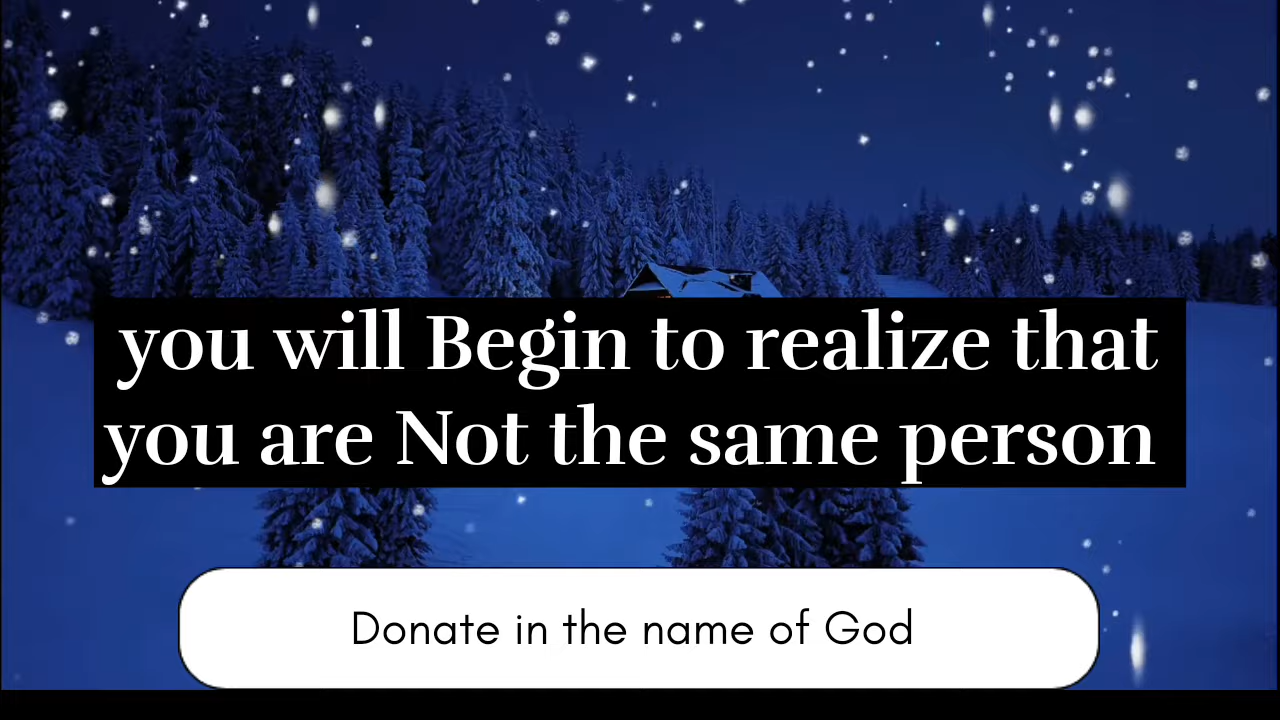 you will Begin to realize that
you are Not the same person
Donate in the name of God